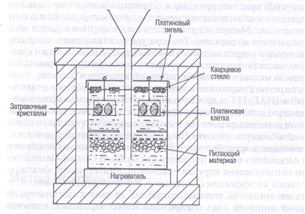 Платиновый
тигель
Кварцевое
стекло
Затравочные
кристаллы
Платиновая
клетка
Питающий
материал
Нагреватель